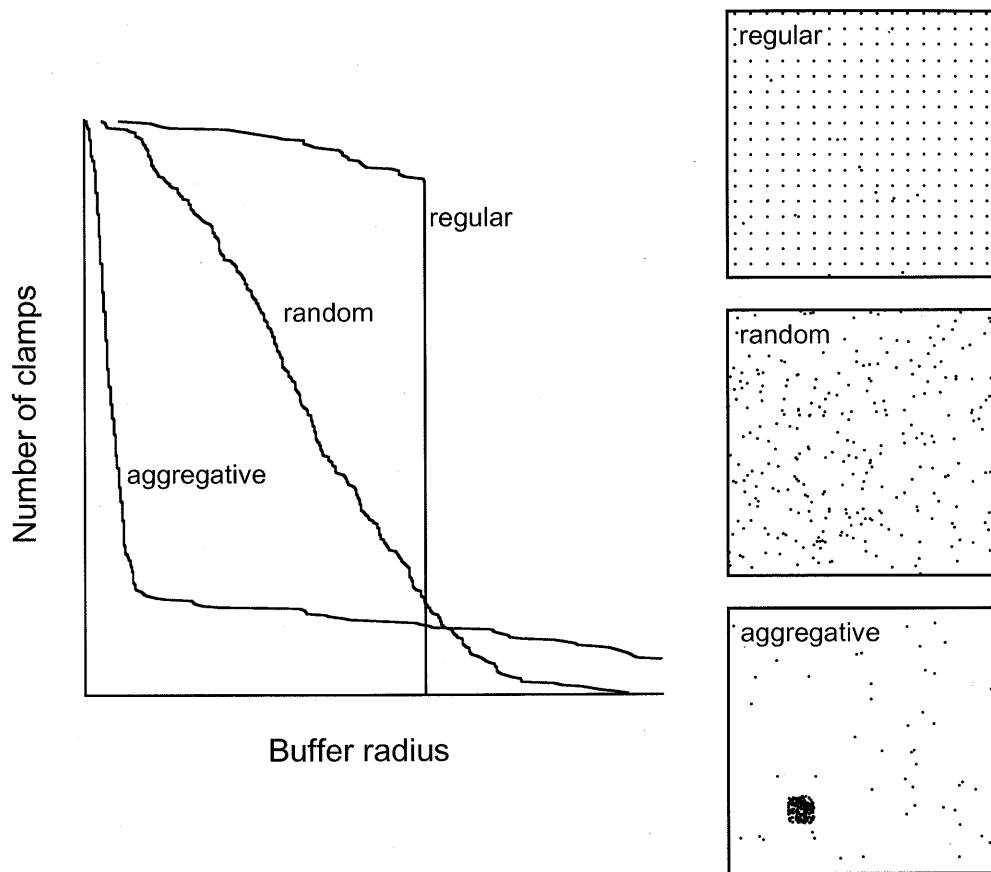 Number of clamps
Buffer radius
regular
random
aggregative
regular
random
aggregative